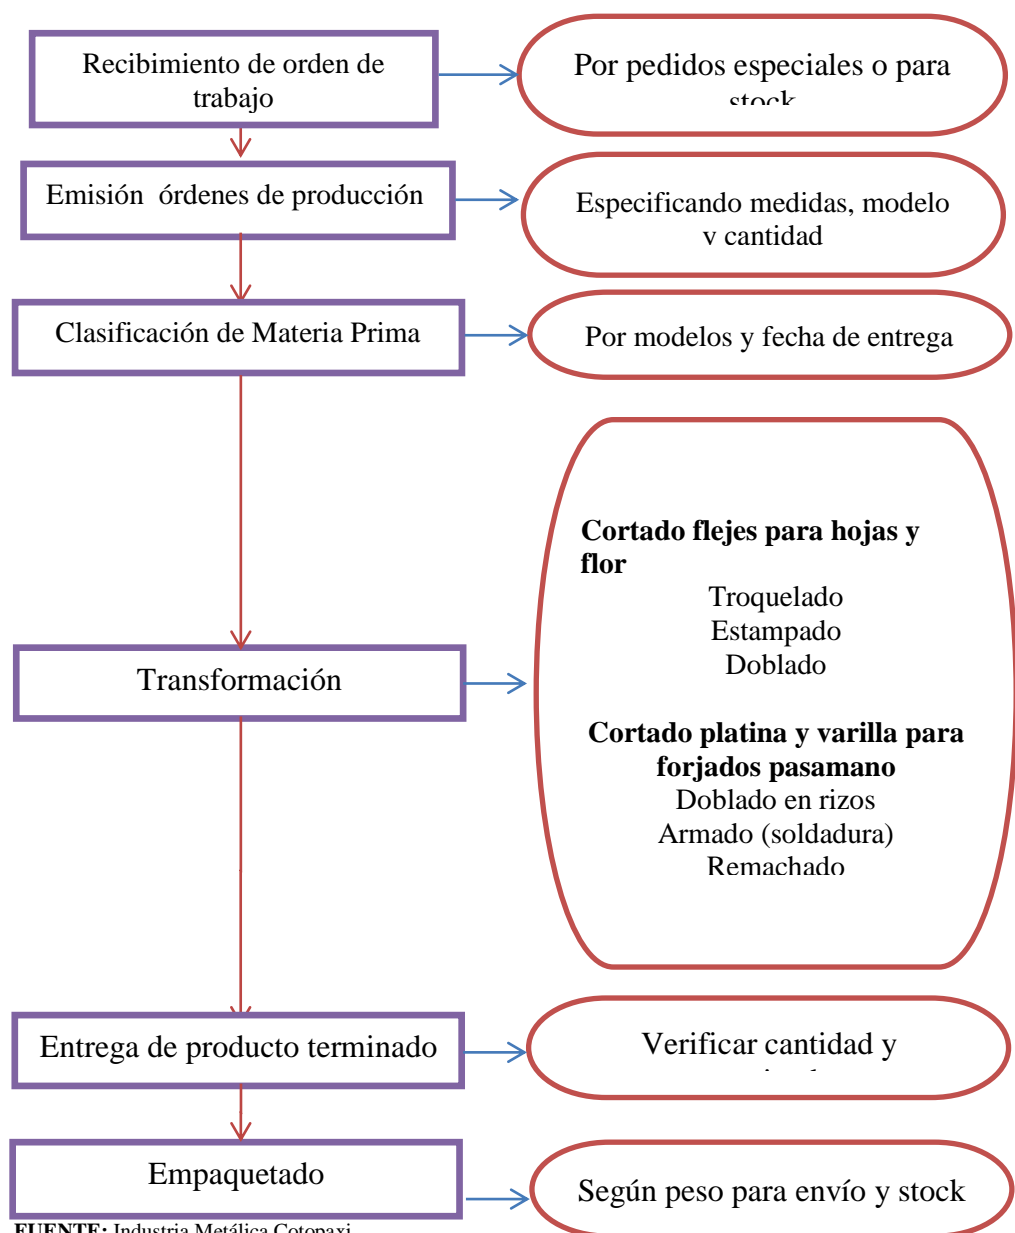 Recibimiento de orden de
trabajo
Por pedidos especiales o para
stock
Emisión órdenes de producción
Especificando medidas, modelo
y cantidad
Clasificación de Materia Prima
Por modelos y fecha de entrega
Cortado flejes para hojas y
flor
Troquelado
Estampado
Doblado
Transformación
Cortado platina y varilla para
forjados pasamano
Doblado en rizos
Armado (soldadura)
Remachado
Entrega de producto terminado
Verificar cantidad y
Empaquetado
Según peso para envío y stock
FUENTE: Industria Metálica Cotopaxi